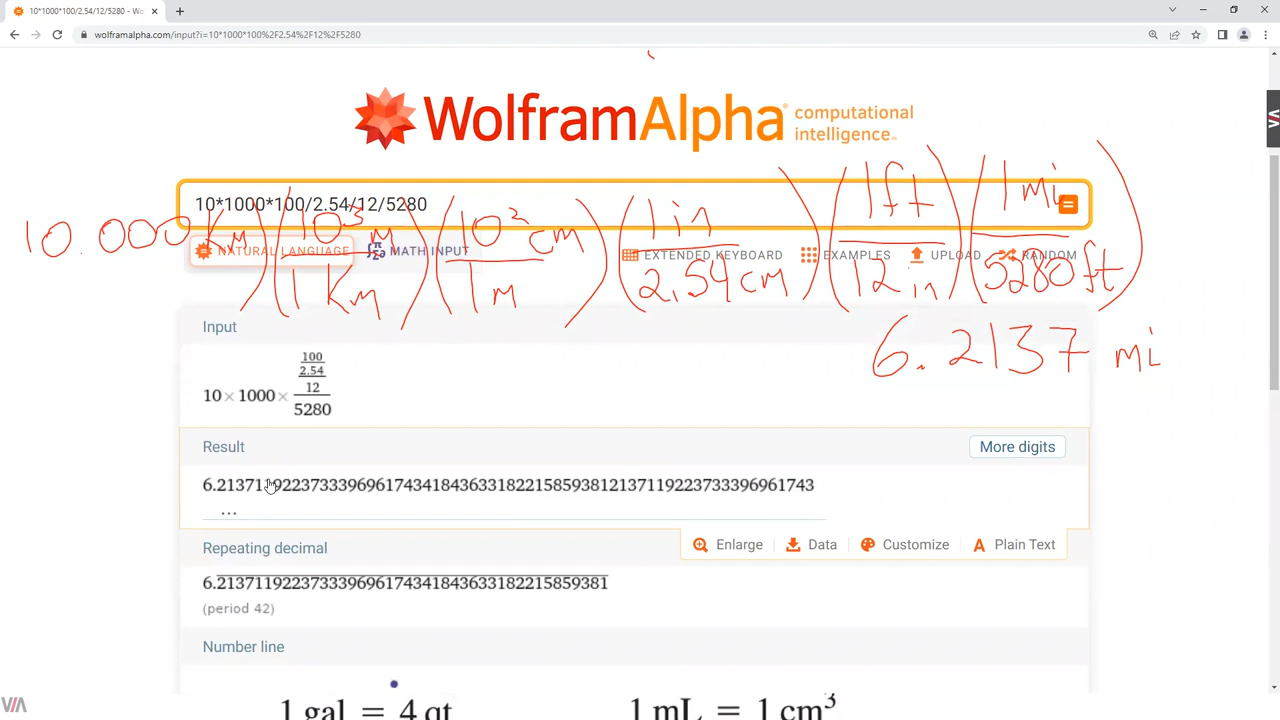 10*1000*100/2.54/12/5280 - Wo
wolframalpha.com/input?i=10*1000*100%2F2.54%2F12%2F5280
WolframAlpha computational intelligence
10*1000*100/2.54/12/5280
10.000 Km (10³ m / 1 Km) (10² cm / 1 m) (1 in / 2.54 cm) (1 ft / 12 in) (1 mi / 5280 ft)
NATURAL LANGUAGE MATH INPUT EXTENDED KEYBOARD EXAMPLES UPLOAD RANDOM
6.2137 mi
Input
100
2.54
12
10 × 1000 ×
5280
Result More digits
6.2137119223733396961743418436331822158593812137119223733396961743
...
Enlarge Data Customize Plain Text
Repeating decimal
6.213711922373339696174341843633182215859381
(period 42)
Number line
1 gal = 4 qt 1 mL = 1 cm³
VIA
VIA